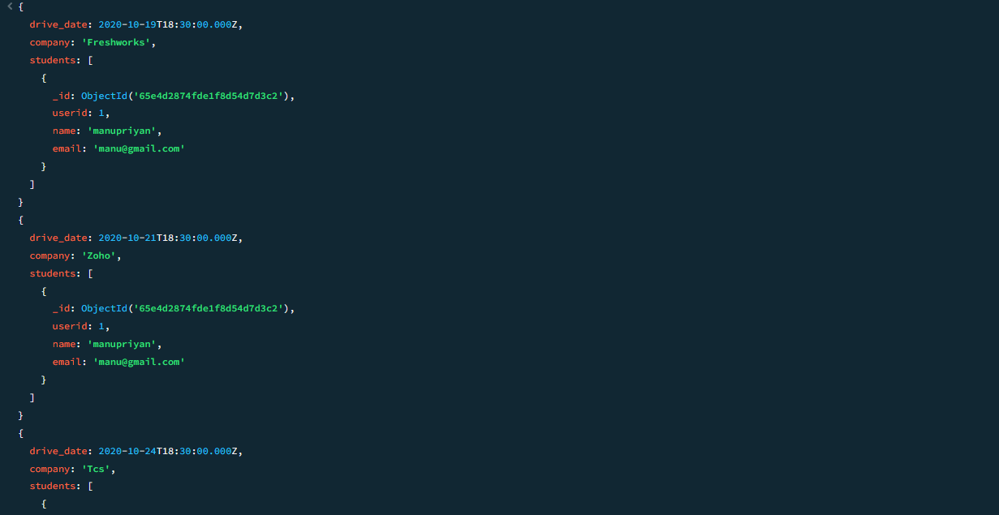 {
drive_date: 2020-10-19T18:30:00.000Z,
company: 'Freshworks',
students: [
{
_id: ObjectId('65e4d2874fde1f8d54d7d3c2'),
userid: 1,
name: 'manupriyan',
email: 'manu@gmail.com'
}
]
}
{
drive_date: 2020-10-21T18:30:00.000Z,
company: 'Zoho',
students: [
{
_id: ObjectId('65e4d2874fde1f8d54d7d3c2'),
userid: 1,
name: 'manupriyan',
email: 'manu@gmail.com'
}
]
}
{
drive_date: 2020-10-24T18:30:00.000Z,
company: 'Tcs',
students: [
{